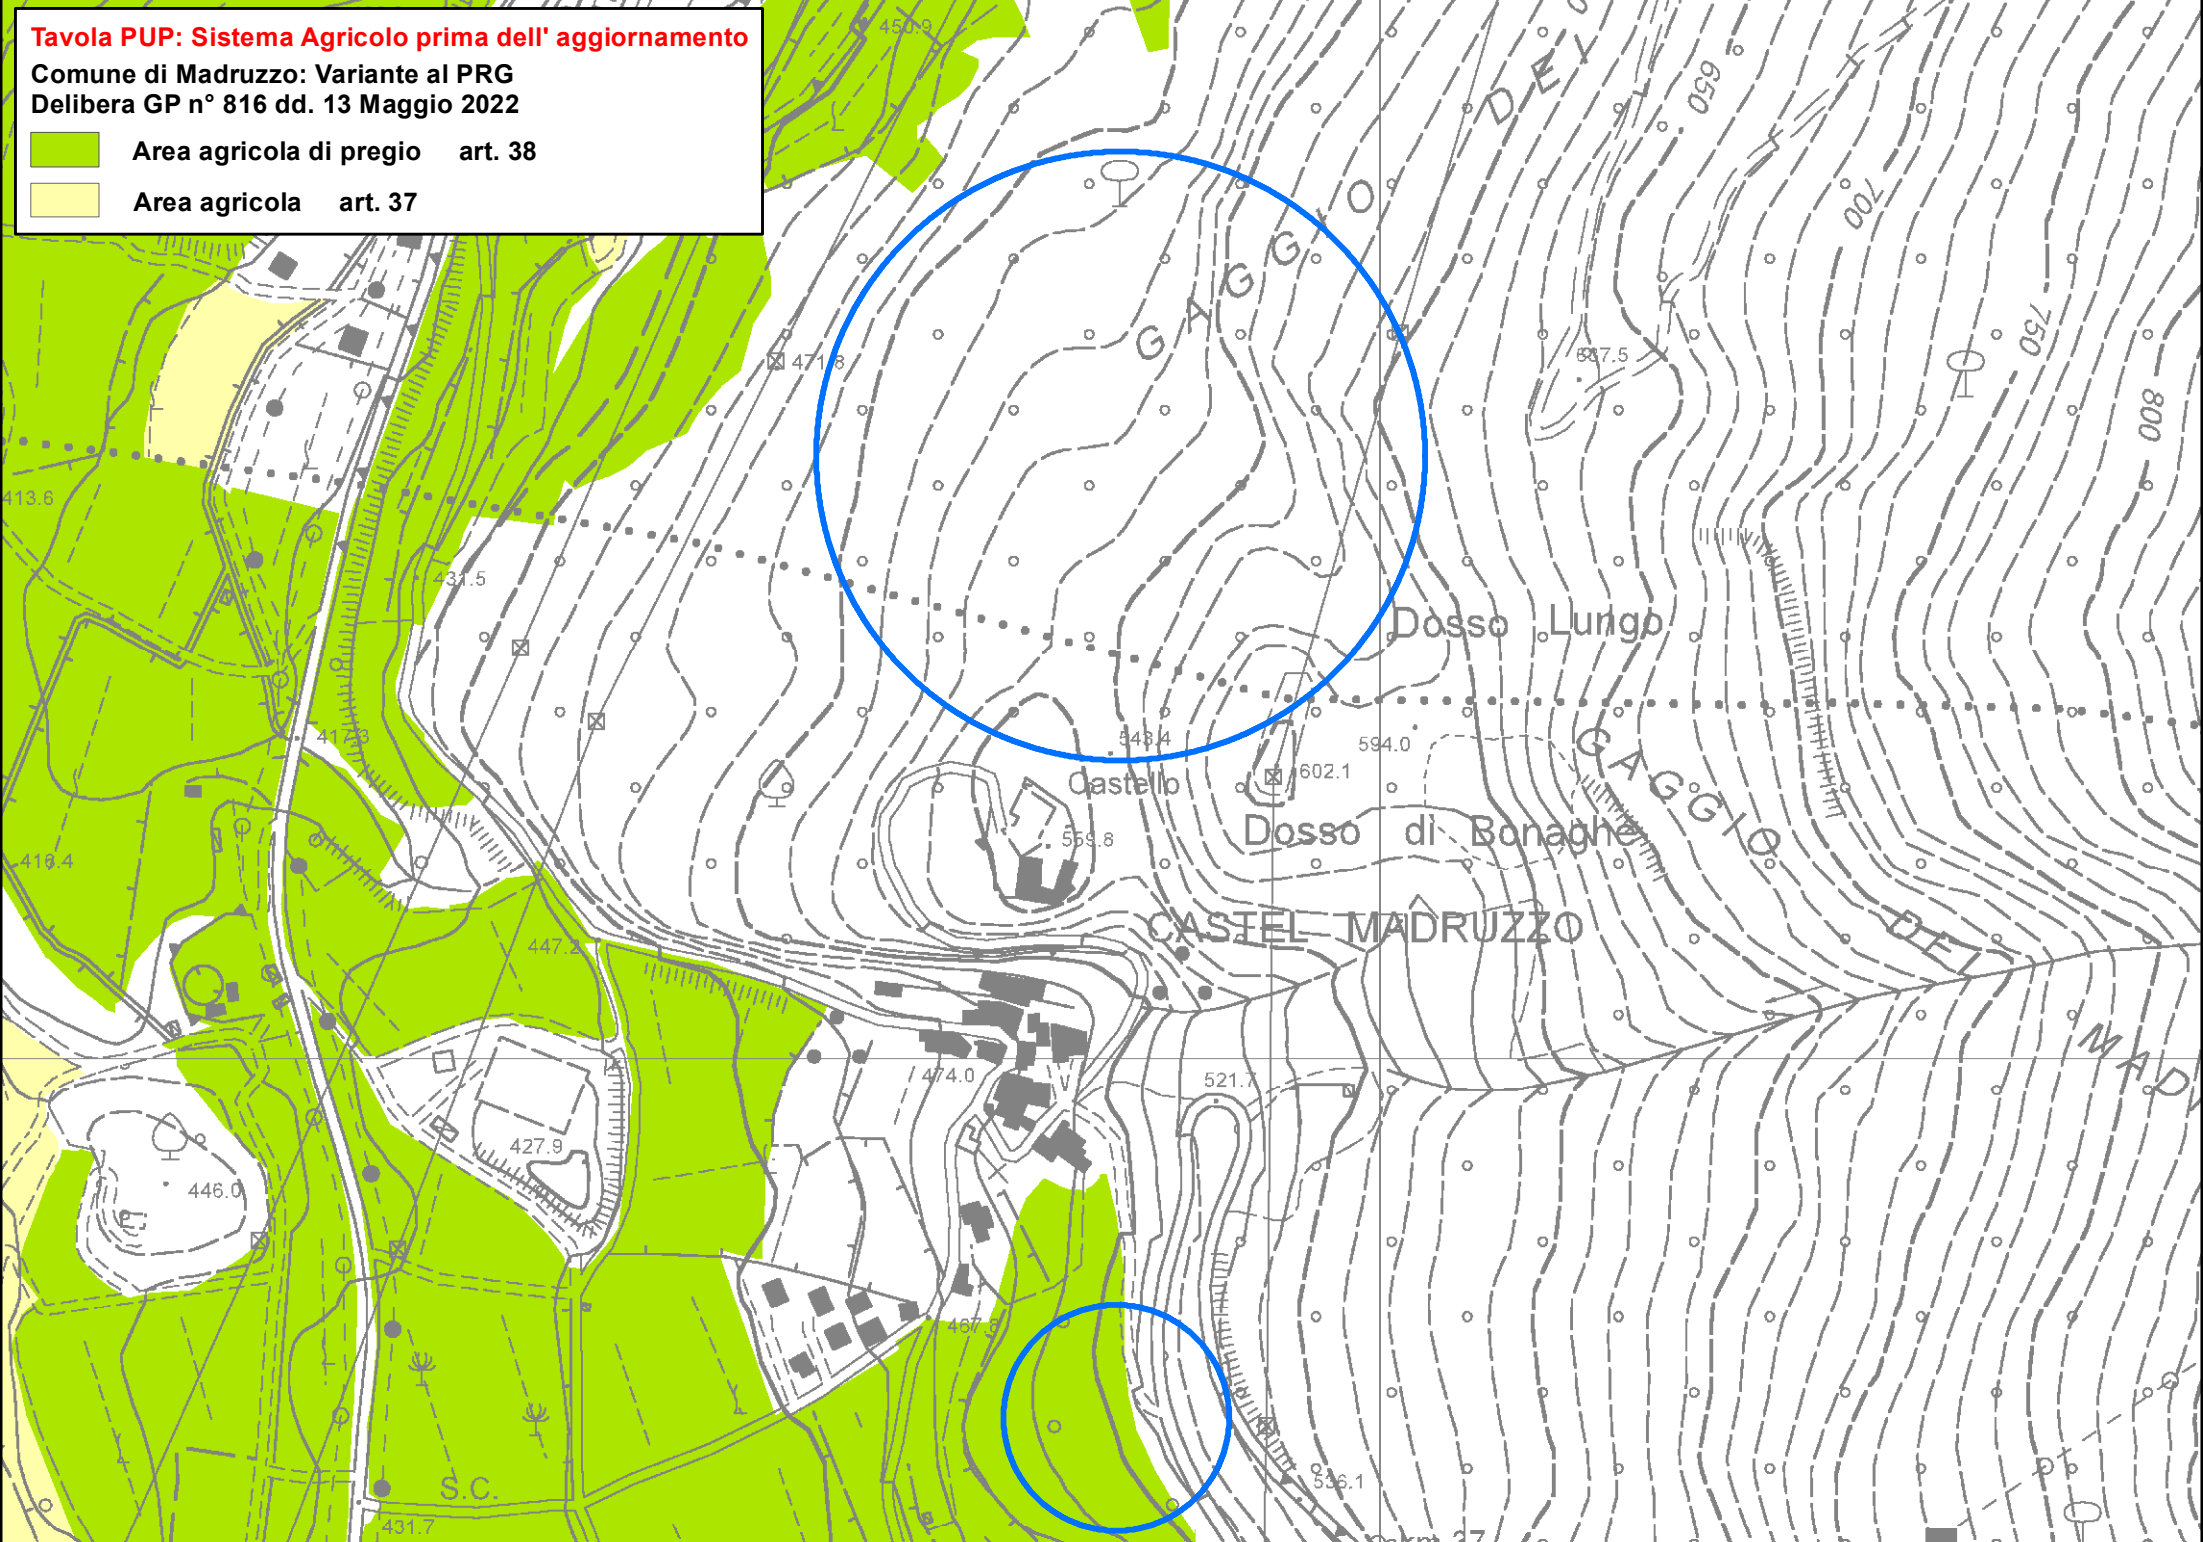 Tavola PUP: Sistema Agricolo prima dell' aggiornamento
Comune di Madruzzo: Variante al PRG
Delibera GP n° 816 dd. 13 Maggio 2022
Area agricola di pregio art. 38
Area agricola art. 37
450.9
DEI
650
700
GAGGIO
750
471.8
637.5
800
413.6
431.5
Dosso Lungo
417.3
543.4
594.0
GAGGIO
602.1
Castello
559.8
Dosso di Bonaghe
416.4
CASTEL MADRUZZO
447.2
DEI
474.0
521.7
MAD
427.9
446.0
467.8
S.C.
536.1
431.7